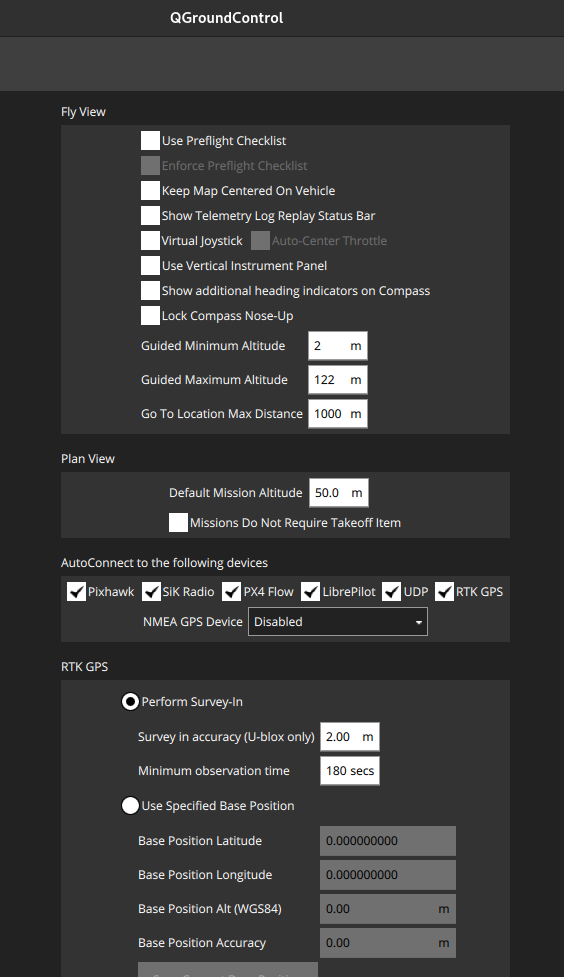 QGroundControl
Fly View
Use Preflight Checklist
Enforce Preflight Checklist
Keep Map Centered On Vehicle
Show Telemetry Log Replay Status Bar
Virtual Joystick Auto-Center Throttle
Use Vertical Instrument Panel
Show additional heading indicators on Compass
Lock Compass Nose-Up
Guided Minimum Altitude 2 m
Guided Maximum Altitude 122 m
Go To Location Max Distance 1000 m
Plan View
Default Mission Altitude 50.0 m
Missions Do Not Require Takeoff Item
AutoConnect to the following devices
Pixhawk SiK Radio PX4 Flow LibrePilot UDP RTK GPS
NMEA GPS Device Disabled
RTK GPS
Perform Survey-In
Survey in accuracy (U-blox only) 2.00 m
Minimum observation time 180 secs
Use Specified Base Position
Base Position Latitude 0.000000000
Base Position Longitude 0.000000000
Base Position Alt (WGS84) 0.00 m
Base Position Accuracy 0.00 m